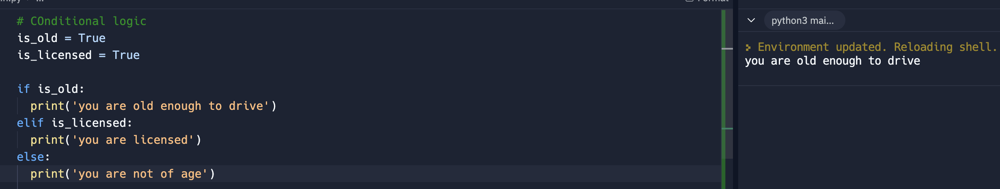 # COnditional logic
is_old = True
is_licensed = True
if is_old:
print('you are old enough to drive')
elif is_licensed:
print('you are licensed')
else:
print('you are not of age')
python3 mai...
Environment updated. Reloading shell.
you are old enough to drive